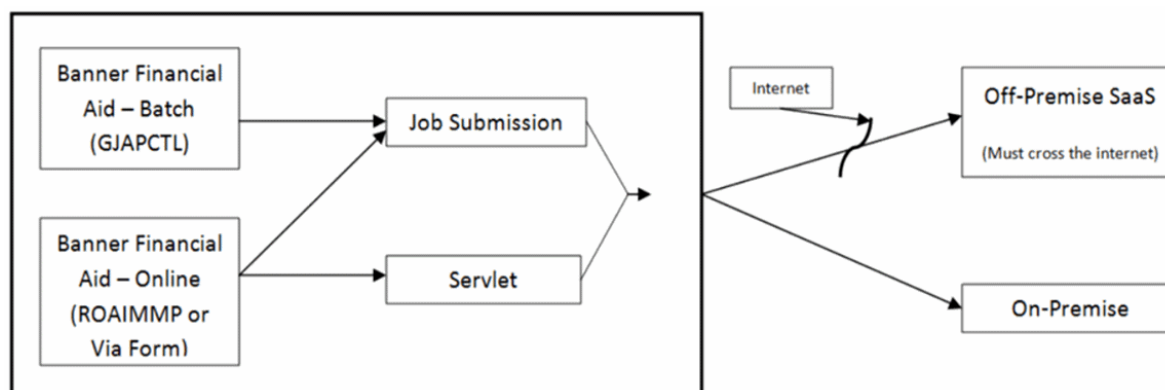 Banner Financial
Aid – Batch
(GJAPCTL)
Job Submission
Banner Financial
Aid – Online
(ROAIMMP or
Via Form)
Servlet
Internet
Off-Premise SaaS
(Must cross the internet)
On-Premise